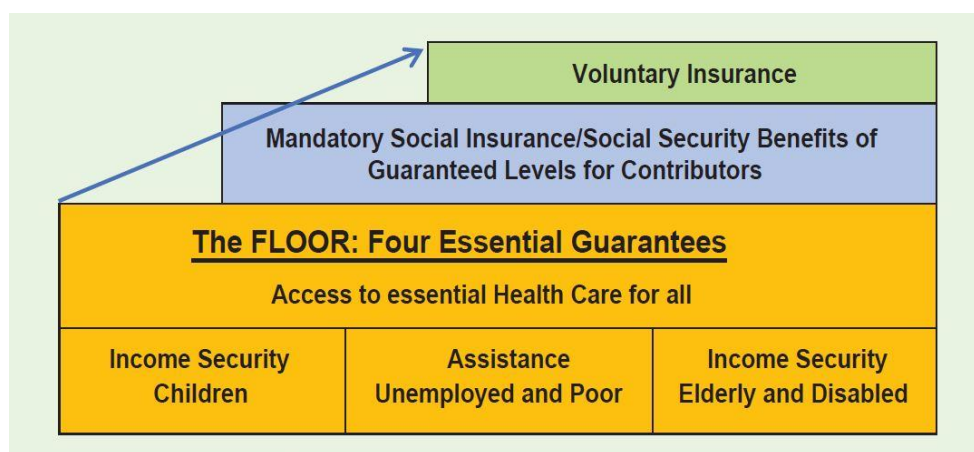 Voluntary Insurance
Mandatory Social Insurance/Social Security Benefits of
Guaranteed Levels for Contributors
The FLOOR: Four Essential Guarantees
Access to essential Health Care for all
Income Security
Children
Assistance
Unemployed and Poor
Income Security
Elderly and Disabled